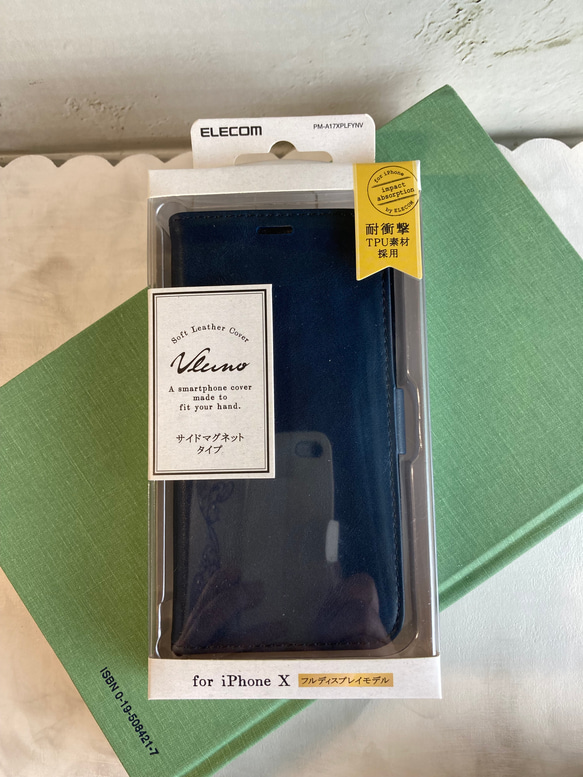 ELECOM
PM-A17XPLFYNV
for iPhone
impact
absorption
by ELECOM
耐衝撃
TPU素材
採用
Soft Leather Cover
Vluno
A smartphone cover
made to
fit your hand.
サイドマグネット
タイプ
for iPhone X フルディスプレイモデル
ISBN 0-19-508421-7